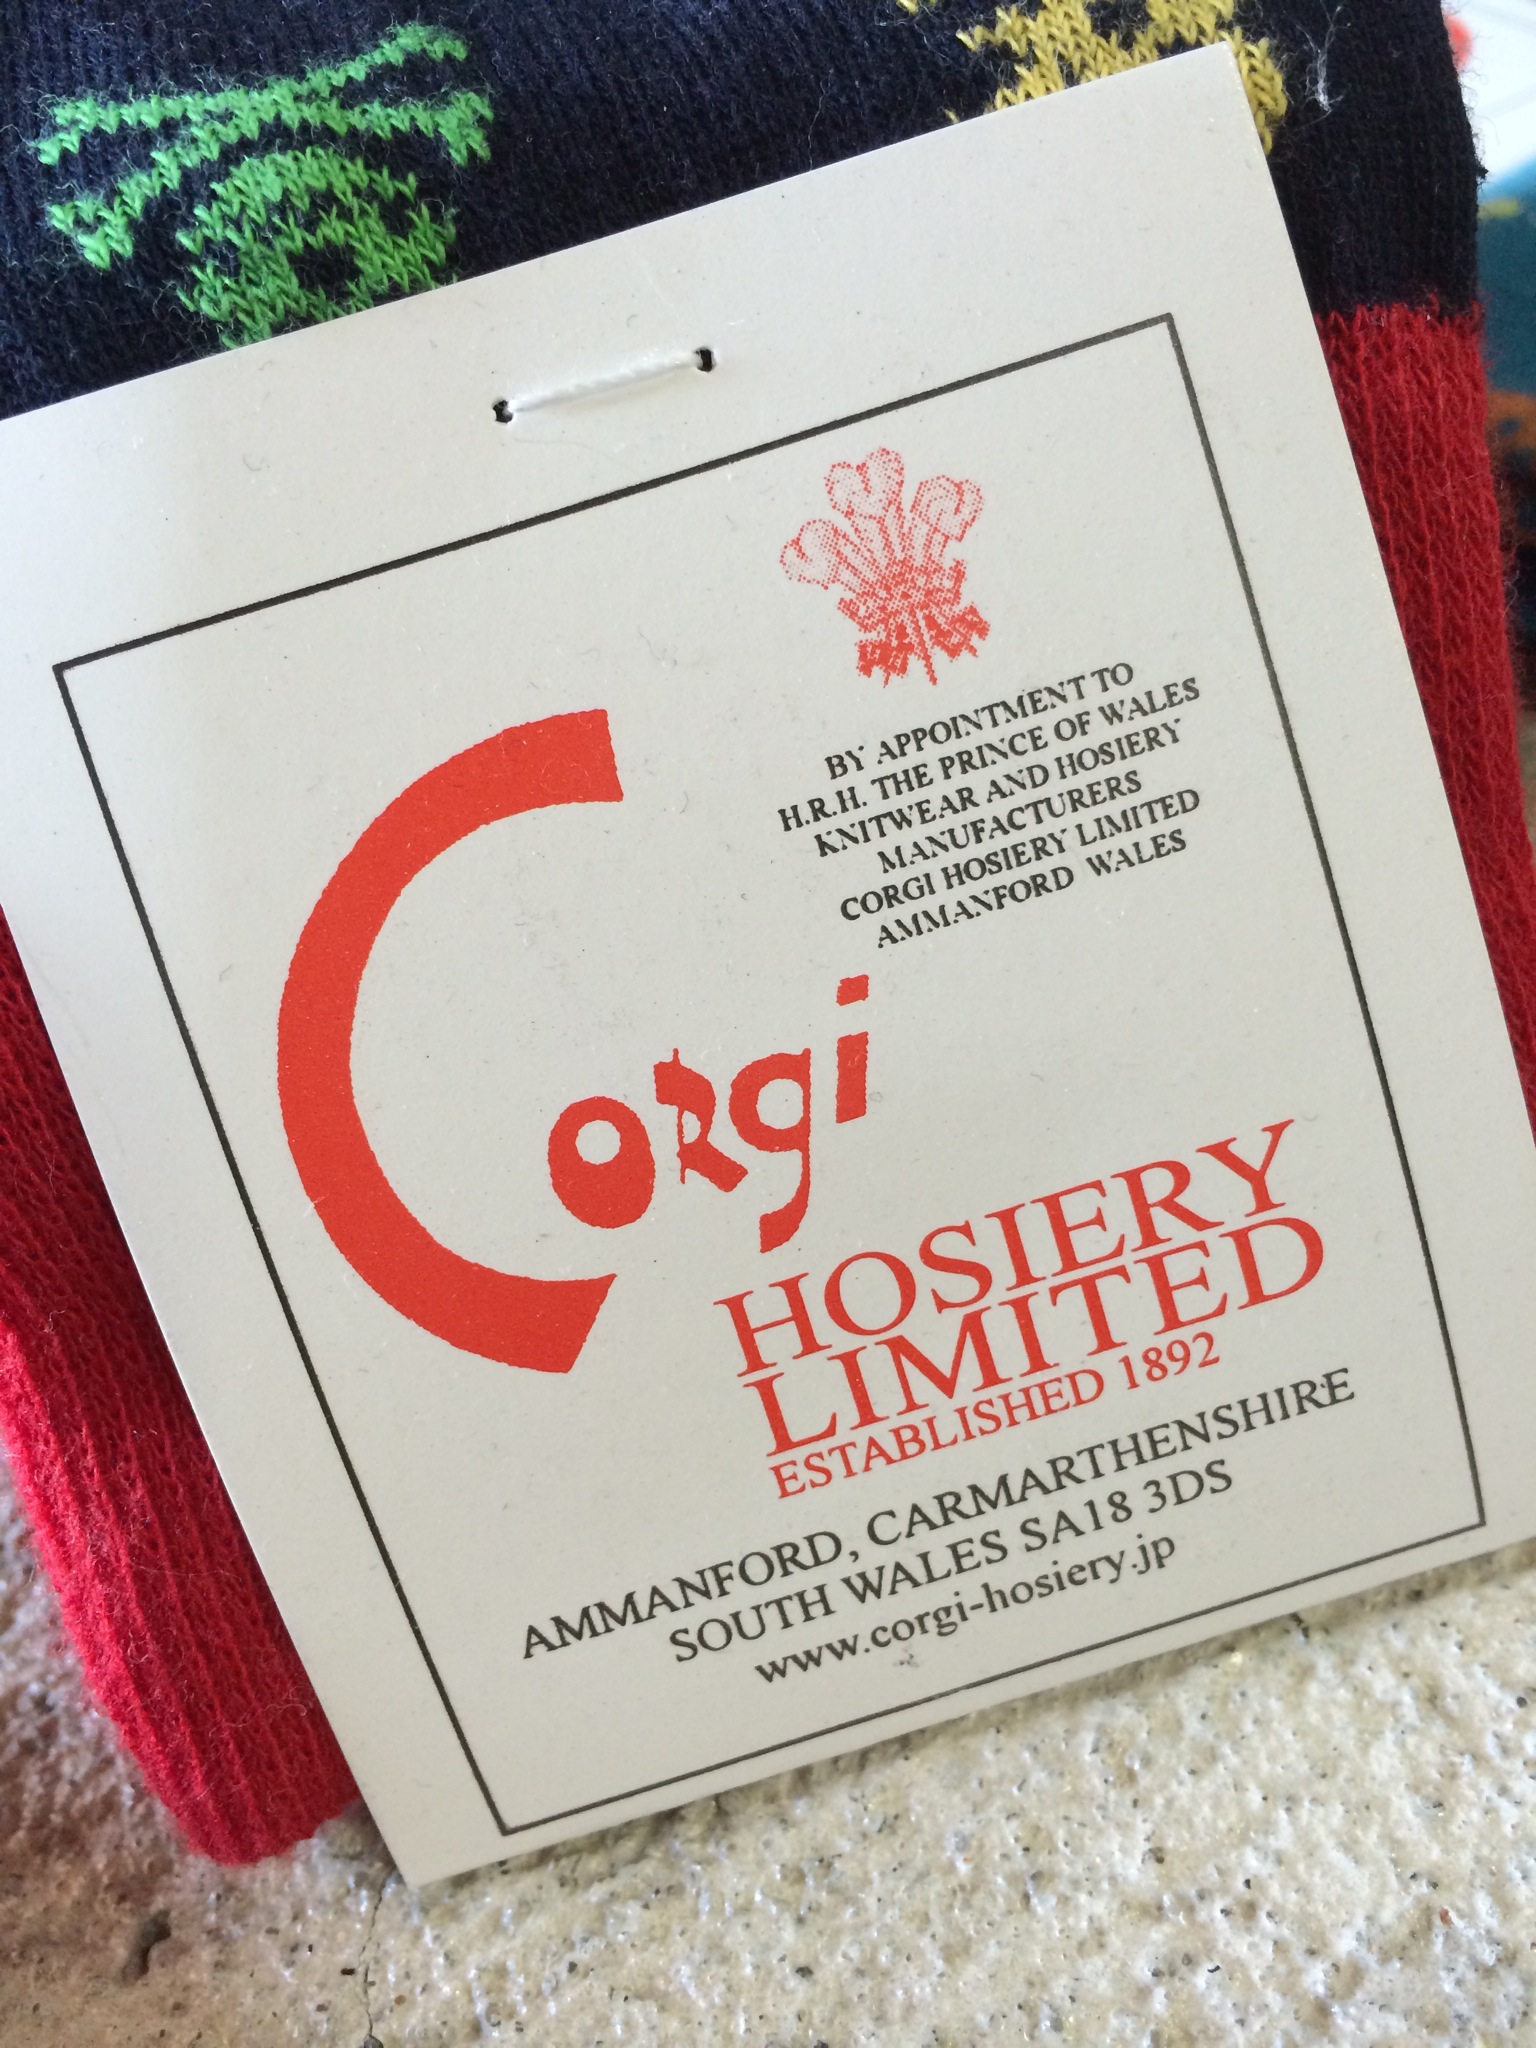 BY APPOINTMENT TO
H.R.H. THE PRINCE OF WALES
KNITWEAR AND HOSIERY
MANUFACTURERS
CORGI HOSIERY LIMITED
AMMANFORD WALES
Corgi
HOSIERY
LIMITED
ESTABLISHED 1892
AMMANFORD, CARMARTHENSHIRE
SOUTH WALES SA18 3DS
www.corgi-hosiery.jp